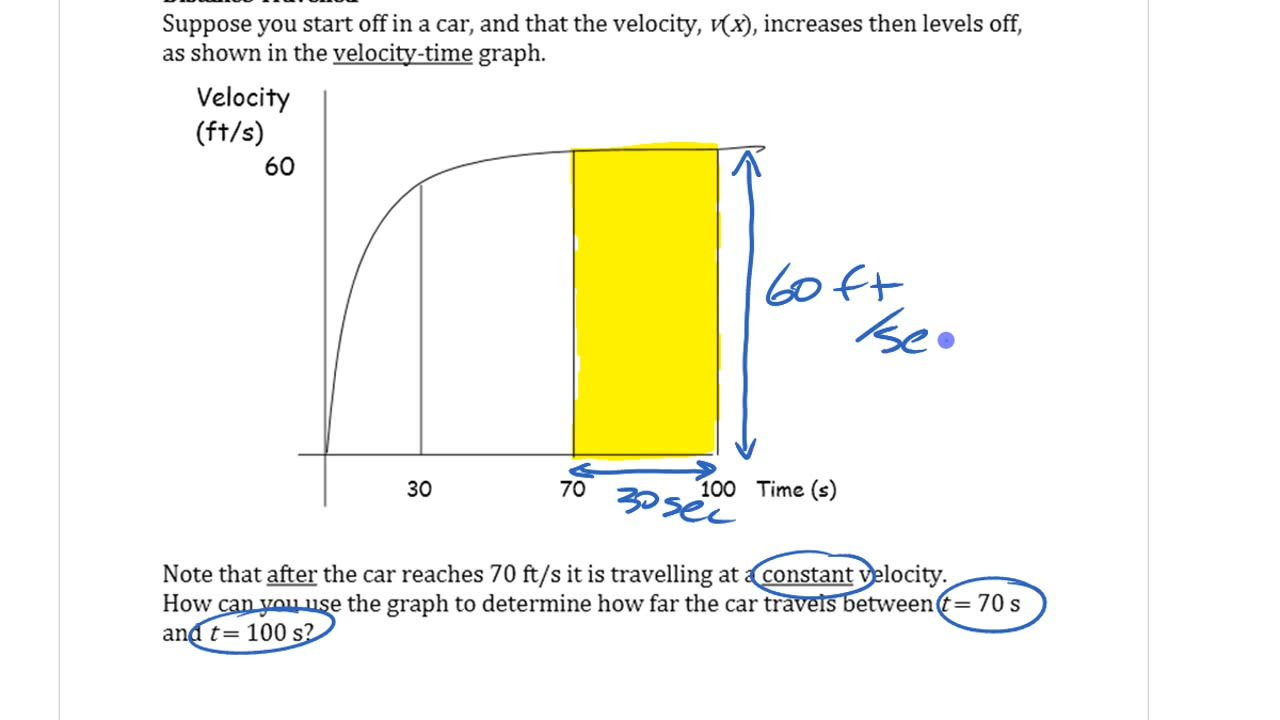 Suppose you start off in a car, and that the velocity, v(x), increases then levels off,
as shown in the velocity-time graph.
Velocity
(ft/s)
60
60 ft
/sec
30
70
100
Time (s)
30 sec
Note that after the car reaches 70 ft/s it is travelling at a constant velocity.
How can you use the graph to determine how far the car travels between t = 70 s
and t = 100 s?